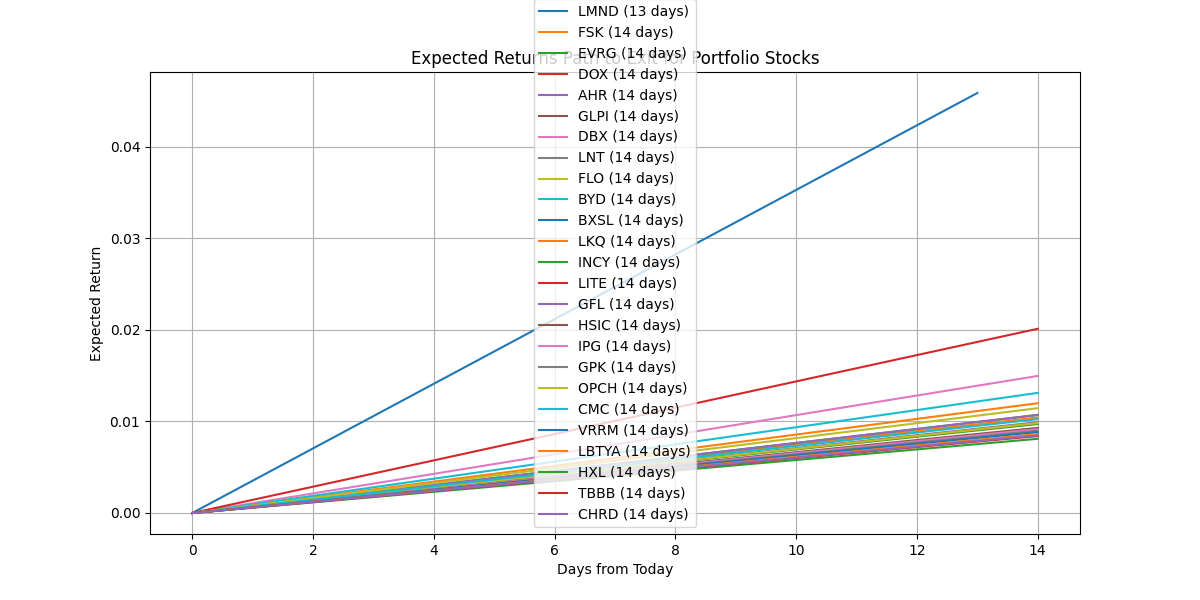 LMND (13 days)
FSK (14 days)
EVRG (14 days)
Expected Returns Path to Exit for Portfolio Stocks
DOX (14 days)
AHR (14 days)
GLPI (14 days)
DBX (14 days)
LNT (14 days)
FLO (14 days)
BYD (14 days)
BXSL (14 days)
LKQ (14 days)
INCY (14 days)
LITE (14 days)
GFL (14 days)
HSIC (14 days)
IPG (14 days)
GPK (14 days)
OPCH (14 days)
CMC (14 days)
VRRM (14 days)
LBTYA (14 days)
HXL (14 days)
TBBB (14 days)
CHRD (14 days)
0.04
0.03
0.02
0.01
0.00
Expected Return
0 2 4 6 8 10 12 14
Days from Today